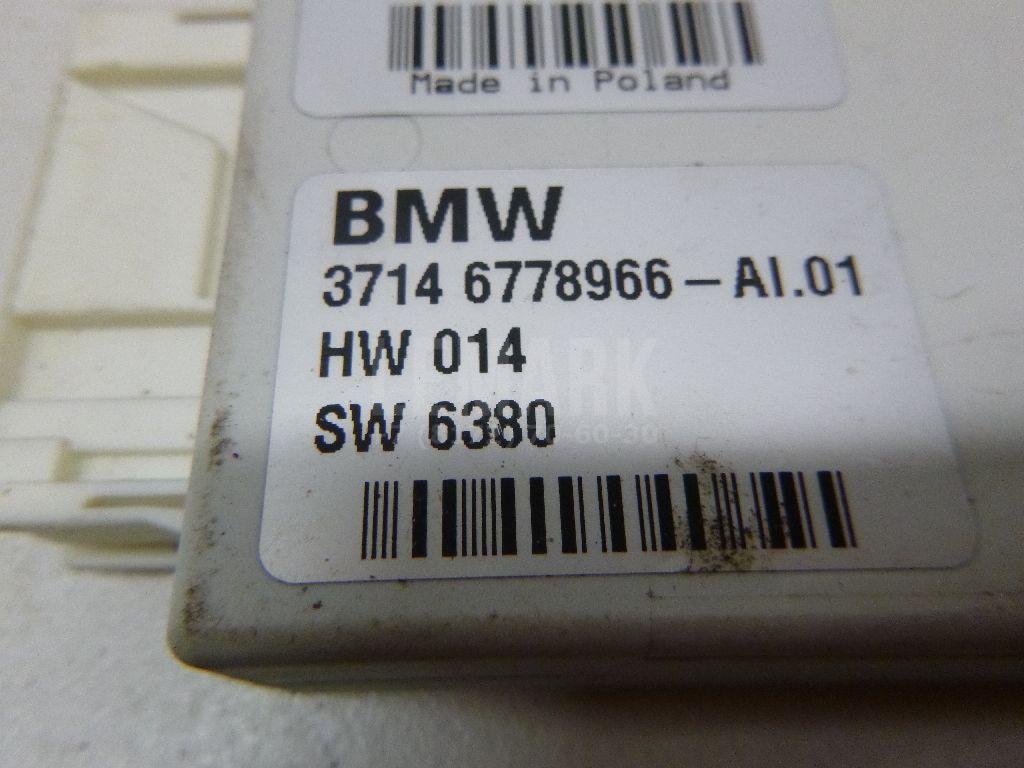 Made in Poland
BMW
3714 6778966-AI.01
HW 014
SW 6380